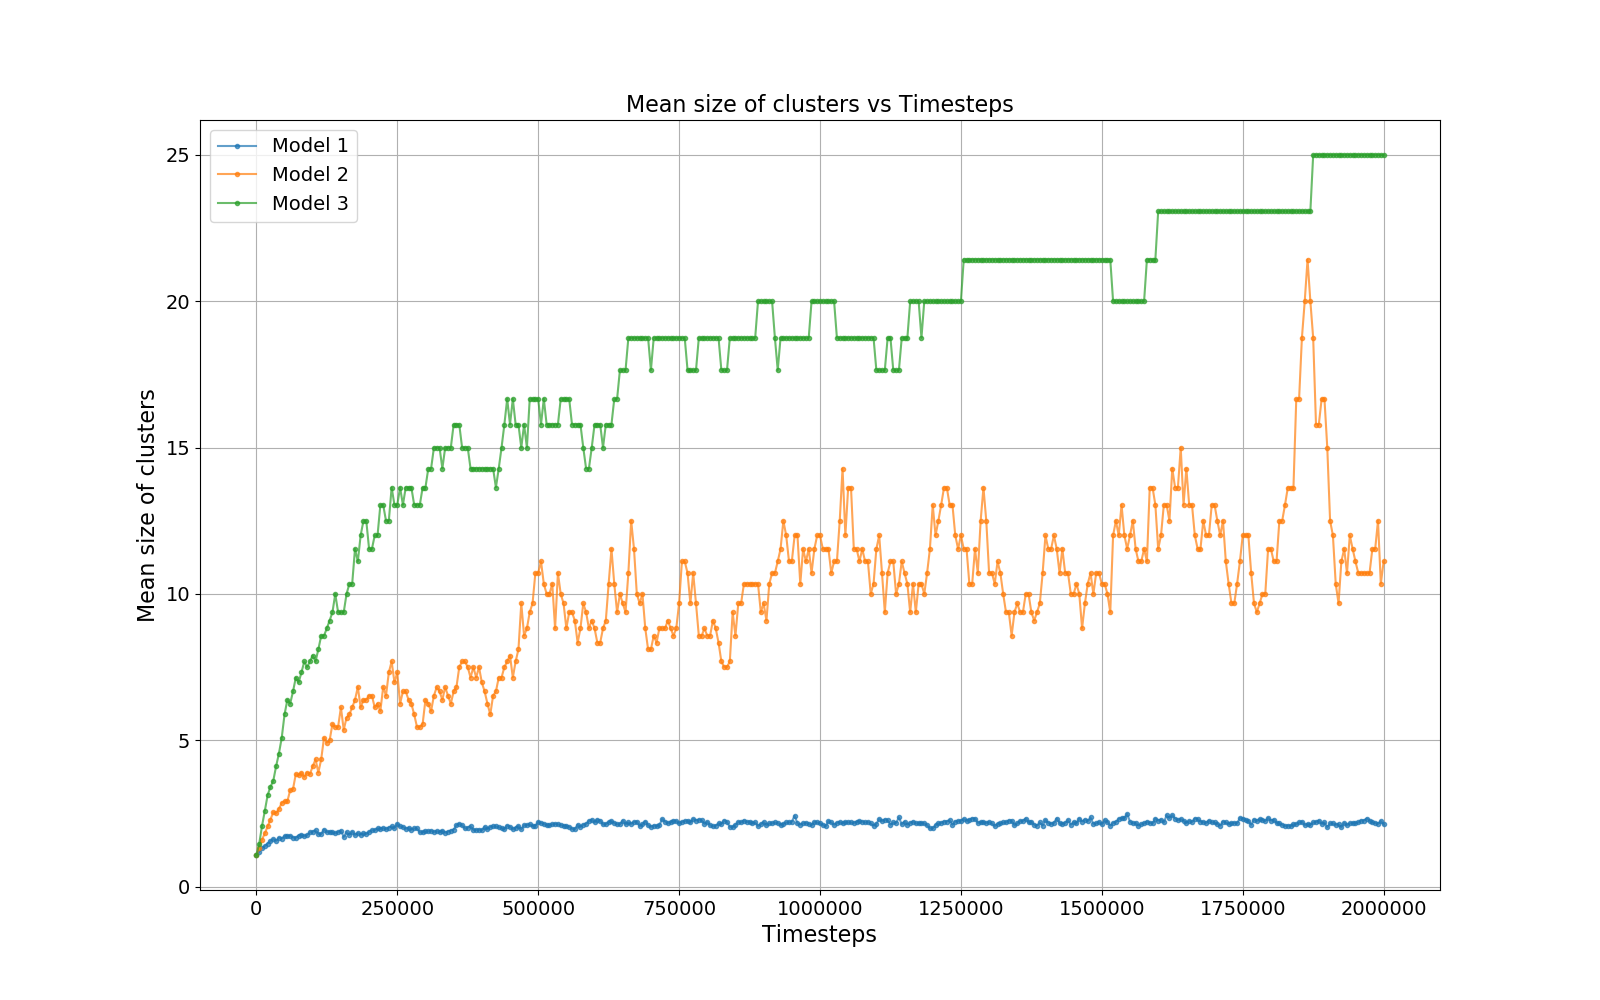 Mean size of clusters vs Timesteps
Model 1
Model 2
Model 3
Mean size of clusters
25
20
15
10
5
0
0 250000 500000 750000 1000000 1250000 1500000 1750000 2000000
Timesteps